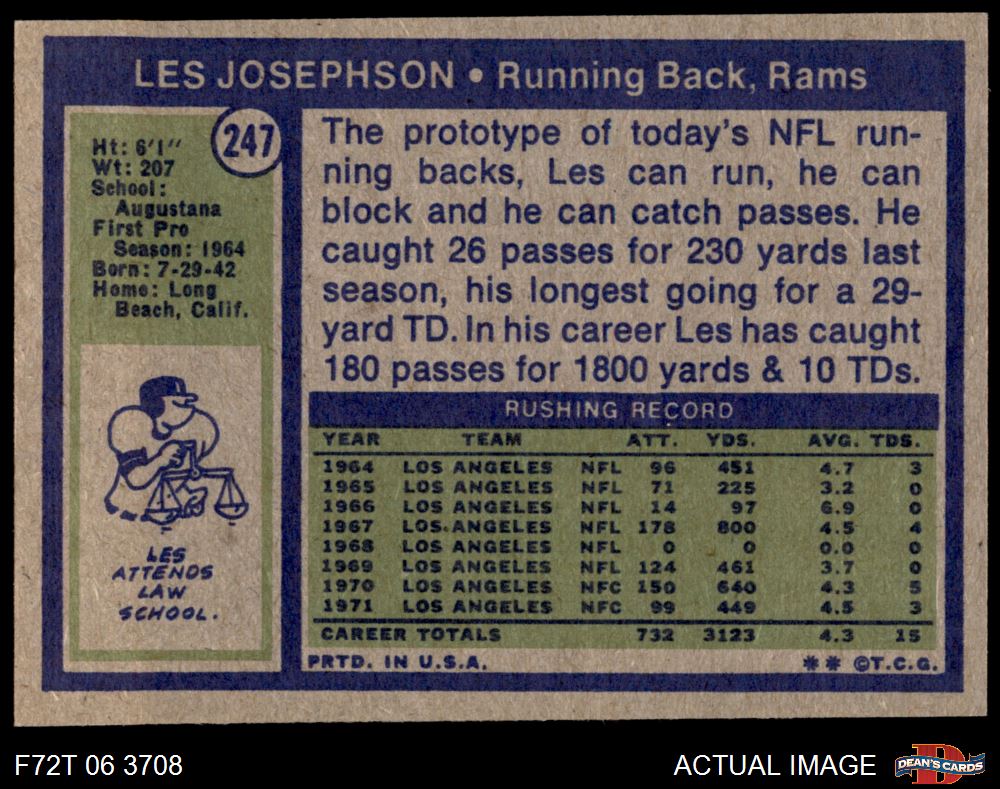 LES JOSEPHSON • Running Back, Rams
247
Ht: 6'1"
Wt: 207
School:
Augustana
First Pro
Season: 1964
Born: 7-29-42
Home: Long
Beach, Calif.
LES
ATTENDS
LAW
SCHOOL.
The prototype of today's NFL run-
ning backs, Les can run, he can
block and he can catch passes. He
caught 26 passes for 230 yards last
season, his longest going for a 29-
yard TD. In his career Les has caught
180 passes for 1800 yards & 10 TDs.
RUSHING RECORD
YEAR TEAM ATT. YDS. AVG. TDS.
1964 LOS ANGELES NFL 96 451 4.7 3
1965 LOS ANGELES NFL 71 225 3.2 0
1966 LOS ANGELES NFL 14 97 6.9 0
1967 LOS ANGELES NFL 178 800 4.5 4
1968 LOS ANGELES NFL 0 0 0.0 0
1969 LOS ANGELES NFL 124 461 3.7 0
1970 LOS ANGELES NFC 150 640 4.3 5
1971 LOS ANGELES NFC 99 449 4.5 3
CAREER TOTALS 732 3123 4.3 15
PRTD. IN U.S.A. ** ©T.C.G.
F72T 06 3708 ACTUAL IMAGE
DEAN'S CARDS